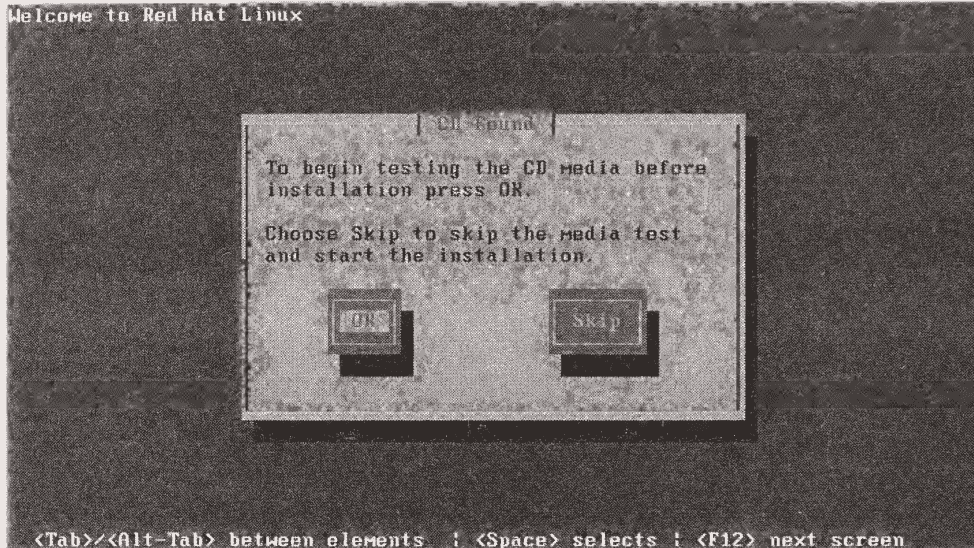 Welcome to Red Hat Linux
CD Found
To begin testing the CD media before
installation press OK.
Choose Skip to skip the media test
and start the installation.
OK
Skip
<Tab>/<Alt-Tab> between elements ¦ <Space> selects ¦ <F12> next screen